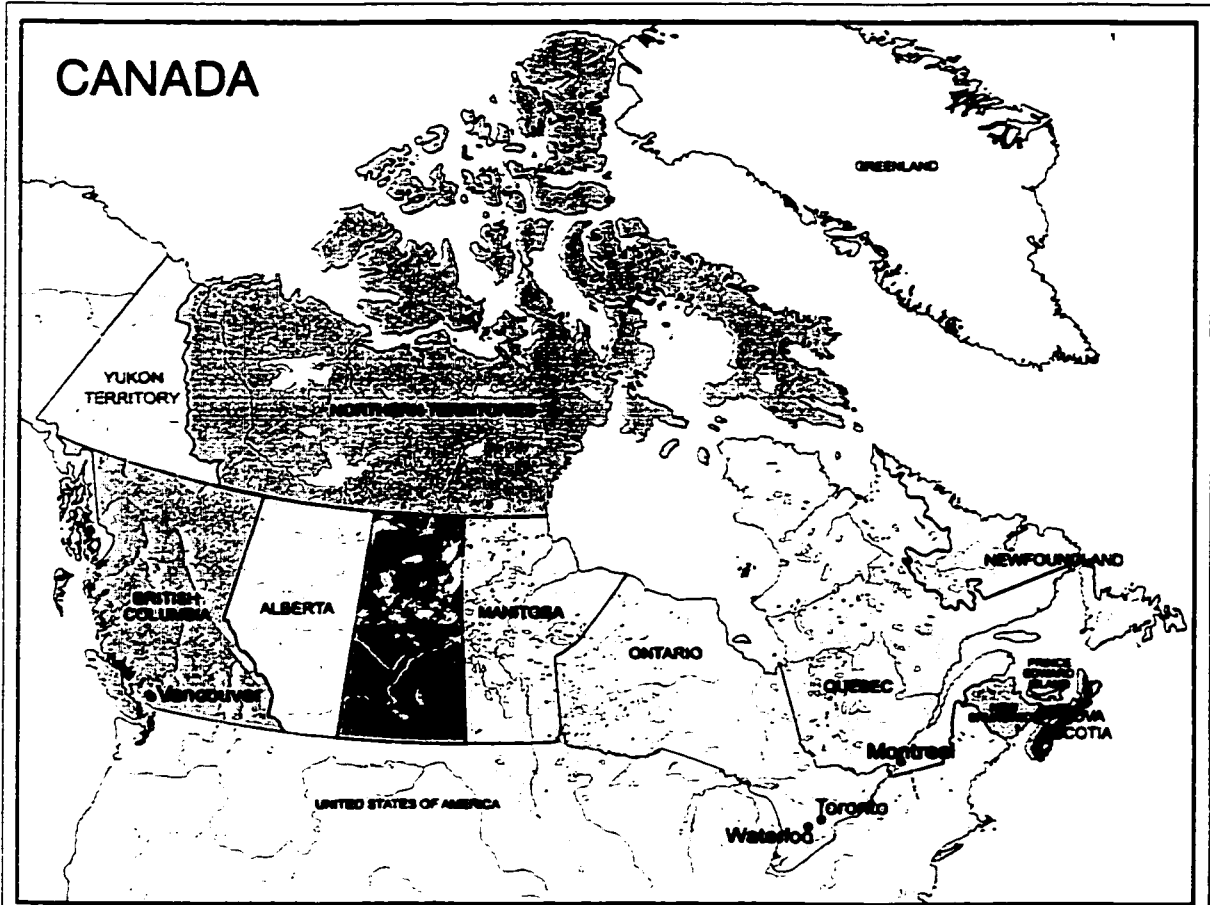 CANADA
GREENLAND
YUKON
TERRITORY
NORTHERN TERRITORIES
NEWFOUNDLAND
BRITISH
COLUMBIA
ALBERTA
MANITOBA
ONTARIO
PRINCE
EDWARD
ISLAND
QUEBEC
Vancouver
NOVA
SCOTIA
Montreal
UNITED STATES OF AMERICA
Toronto
Waterloo